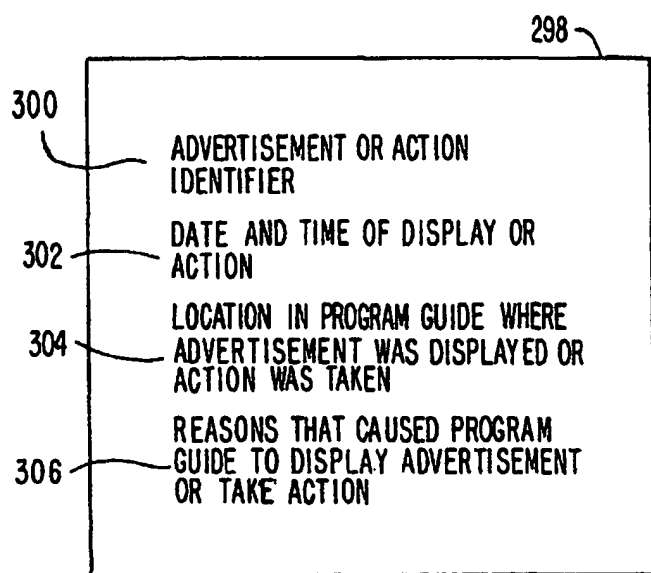 298
300
ADVERTISEMENT OR ACTION
IDENTIFIER
302
DATE AND TIME OF DISPLAY OR
ACTION
304
LOCATION IN PROGRAM GUIDE WHERE
ADVERTISEMENT WAS DISPLAYED OR
ACTION WAS TAKEN
306
REASONS THAT CAUSED PROGRAM
GUIDE TO DISPLAY ADVERTISEMENT
OR TAKE ACTION